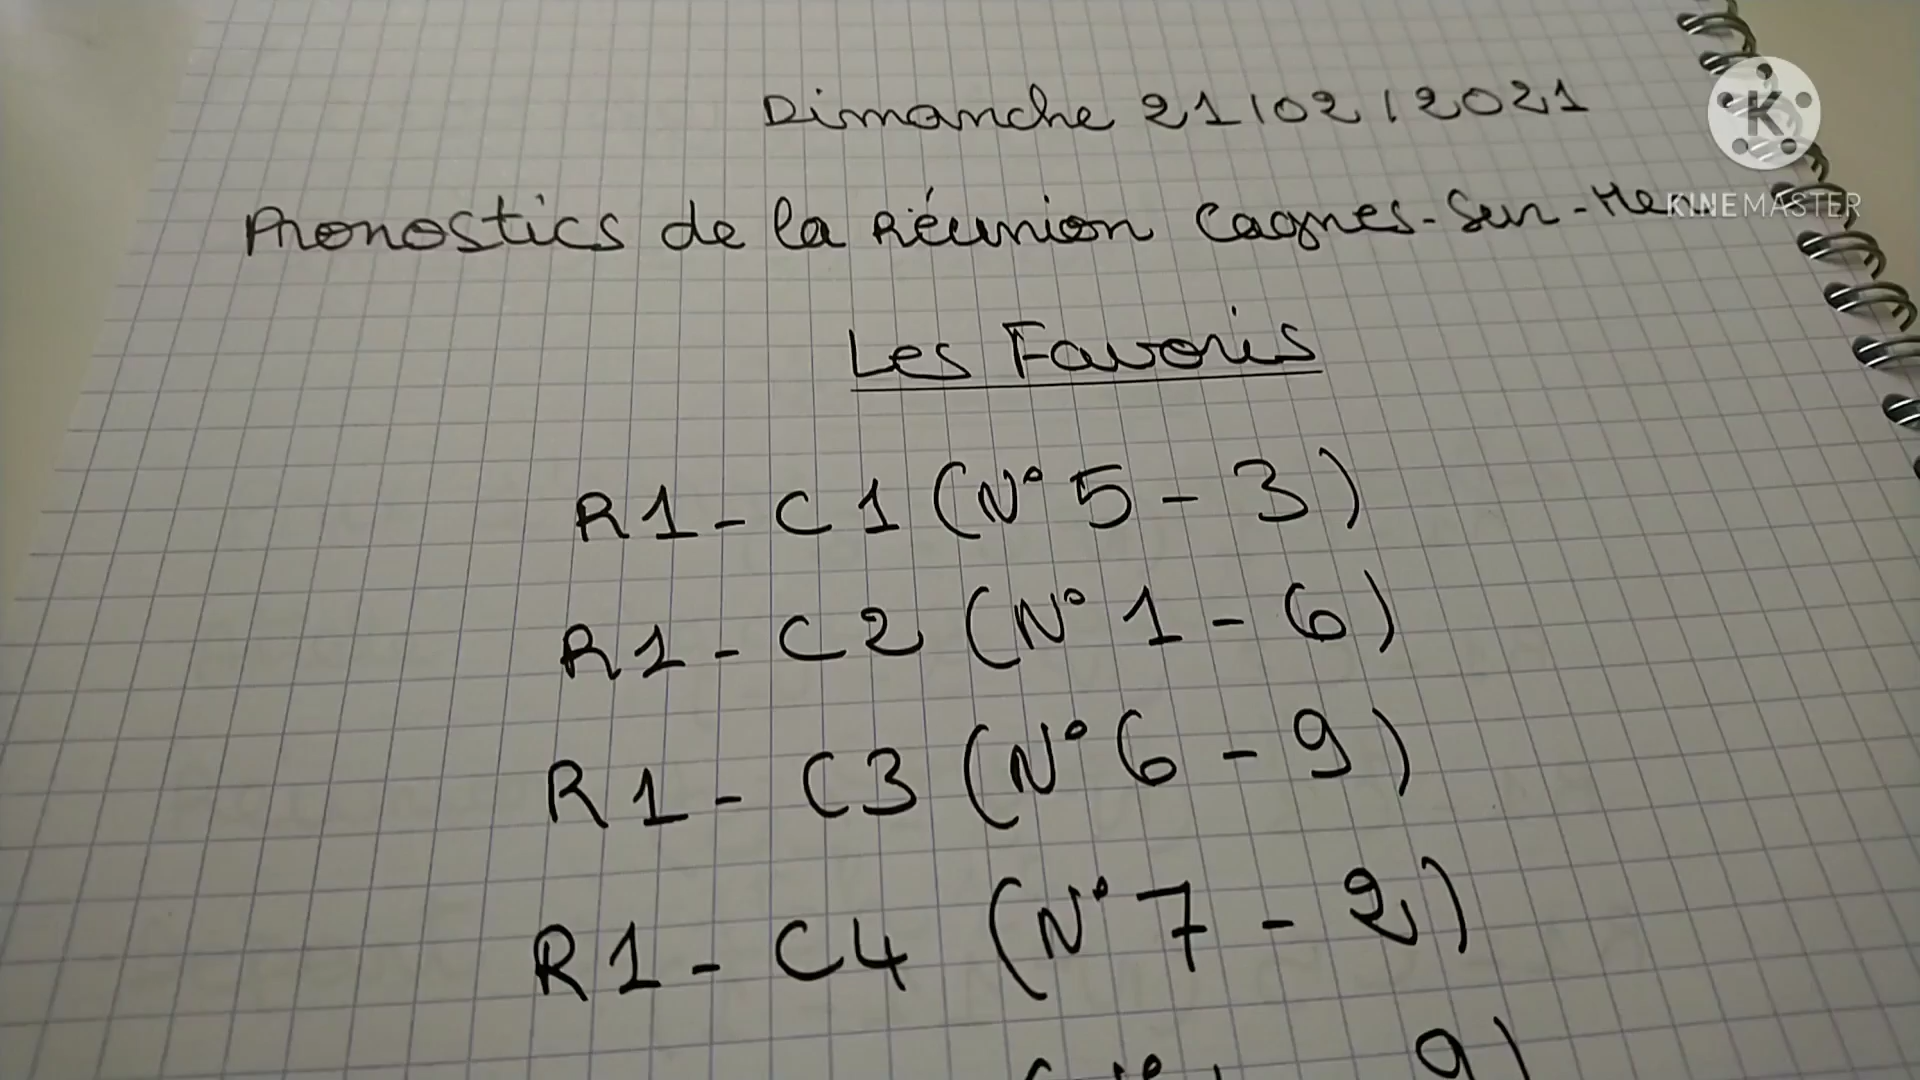 Dimanche 21/02/2021
Pronostics de la Réunion Cagnes-Sur-Mer
KINEMASTER
Les Favoris
R1 - C1 (N° 5 - 3)
R1 - C2 (N° 1 - 6)
R1 - C3 (N° 6 - 9)
R1 - C4 (N° 7 - 2)